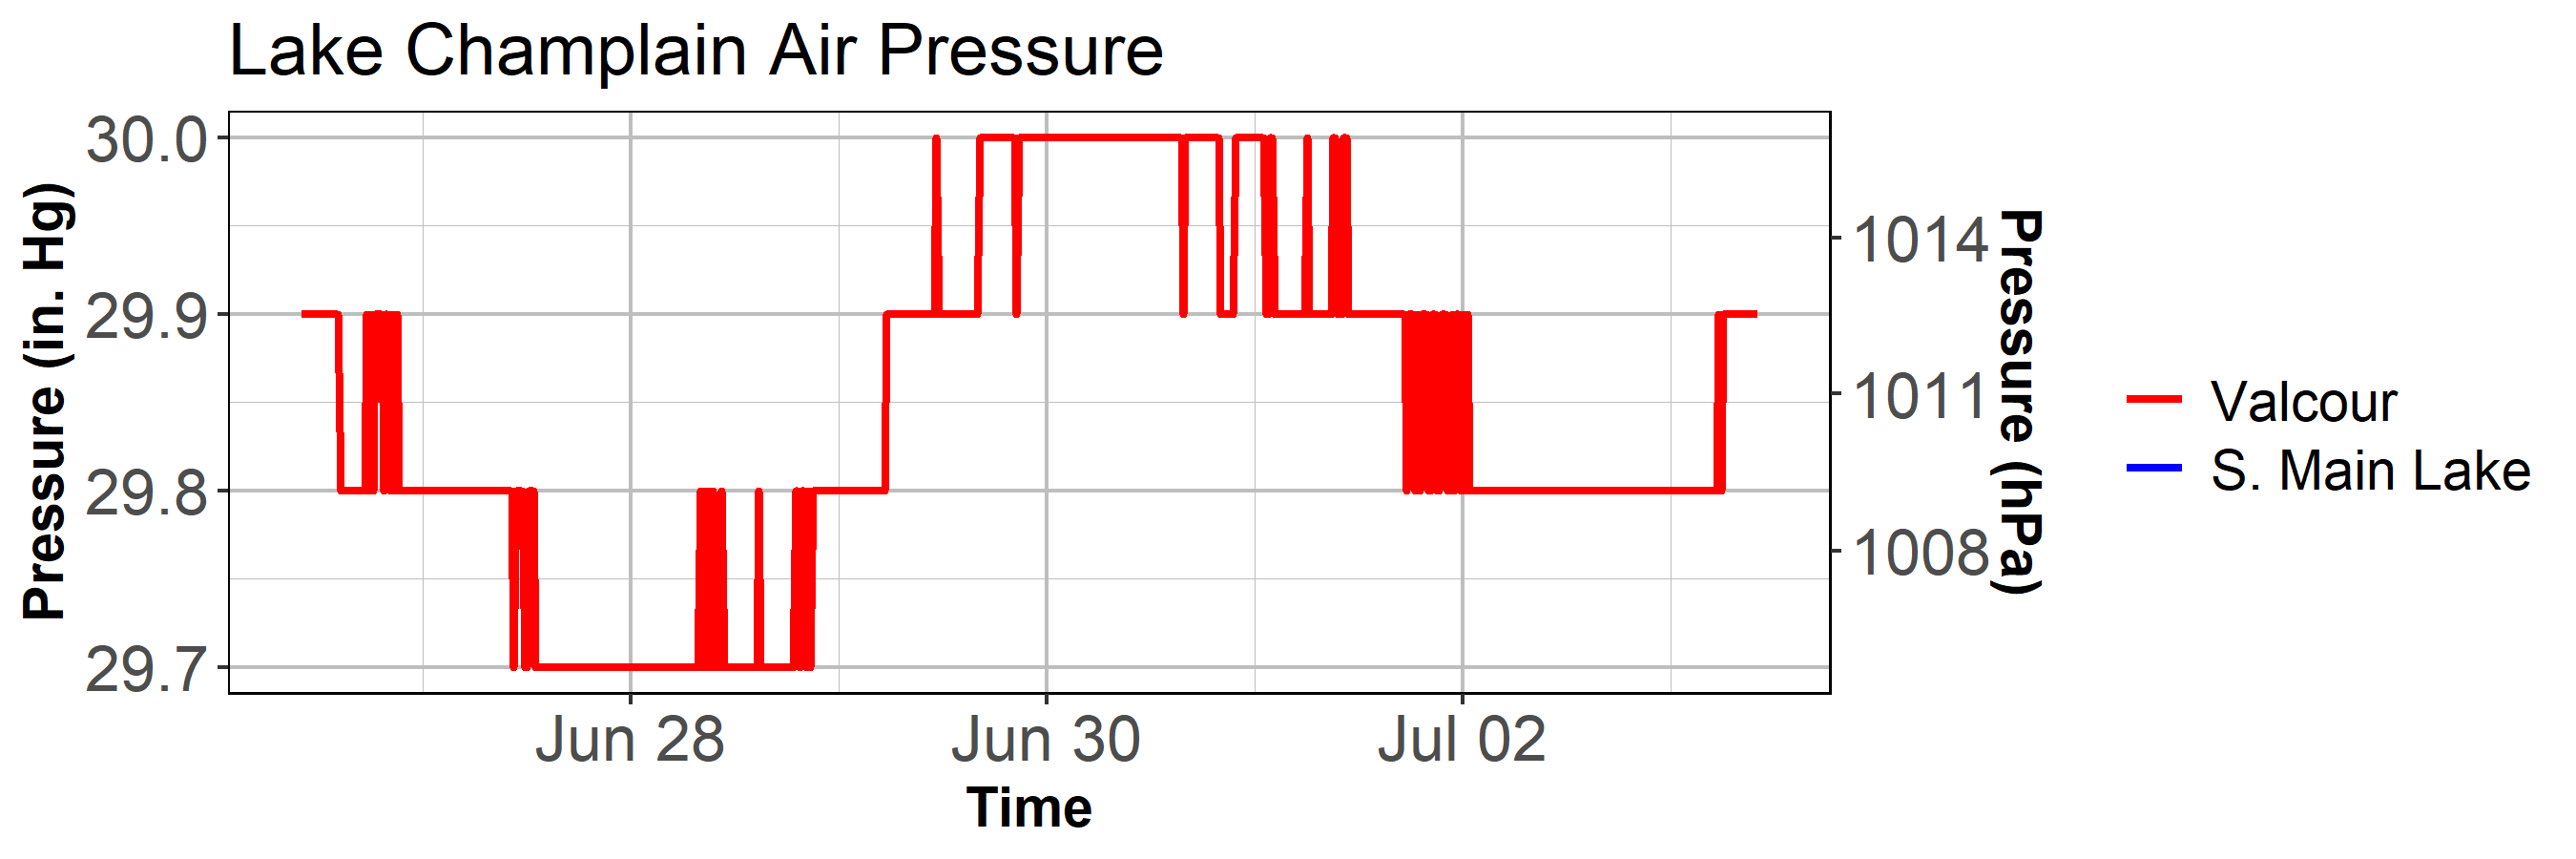 Lake Champlain Air Pressure
Pressure (in. Hg)
30.0
29.9
29.8
29.7
1014
1011
1008
Pressure (hPa)
Jun 28
Jun 30
Jul 02
Time
Valcour
S. Main Lake